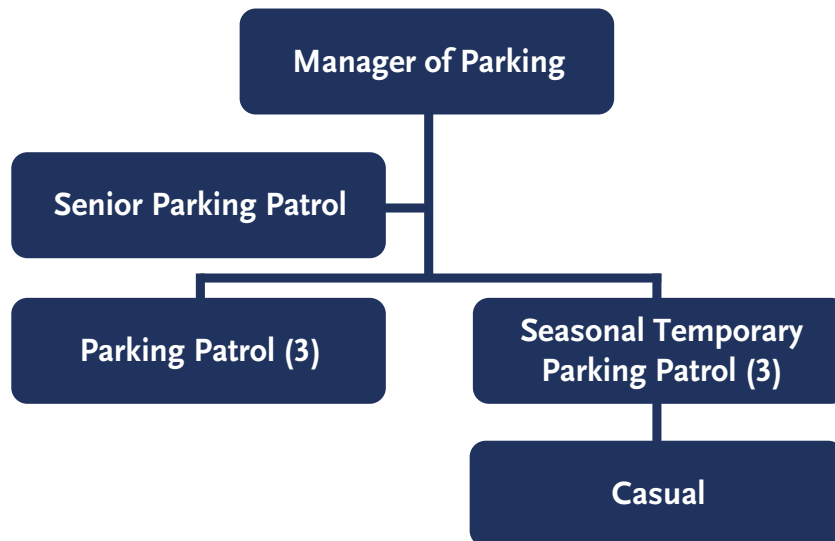 Manager of Parking
Senior Parking Patrol
Parking Patrol (3)
Seasonal Temporary
Parking Patrol (3)
Casual